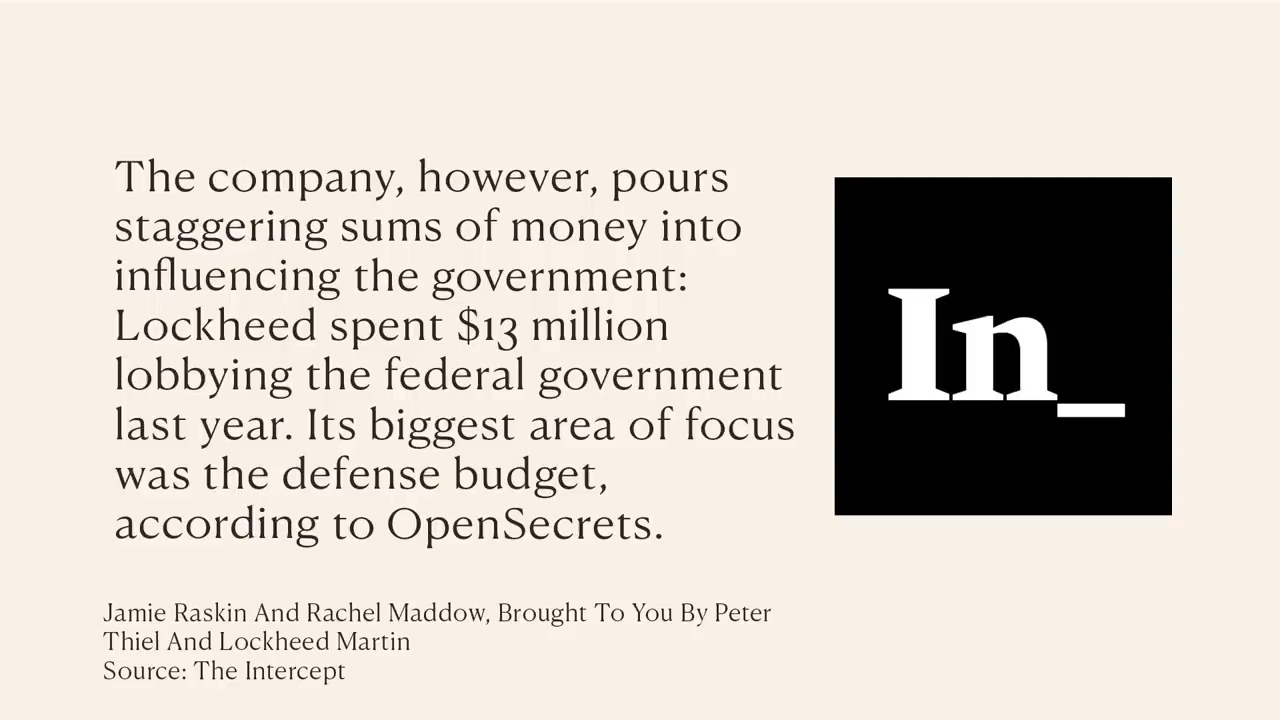 The company, however, pours
staggering sums of money into
influencing the government:
Lockheed spent $13 million
lobbying the federal government
last year. Its biggest area of focus
was the defense budget,
according to OpenSecrets.
In_
Jamie Raskin And Rachel Maddow, Brought To You By Peter
Thiel And Lockheed Martin
Source: The Intercept